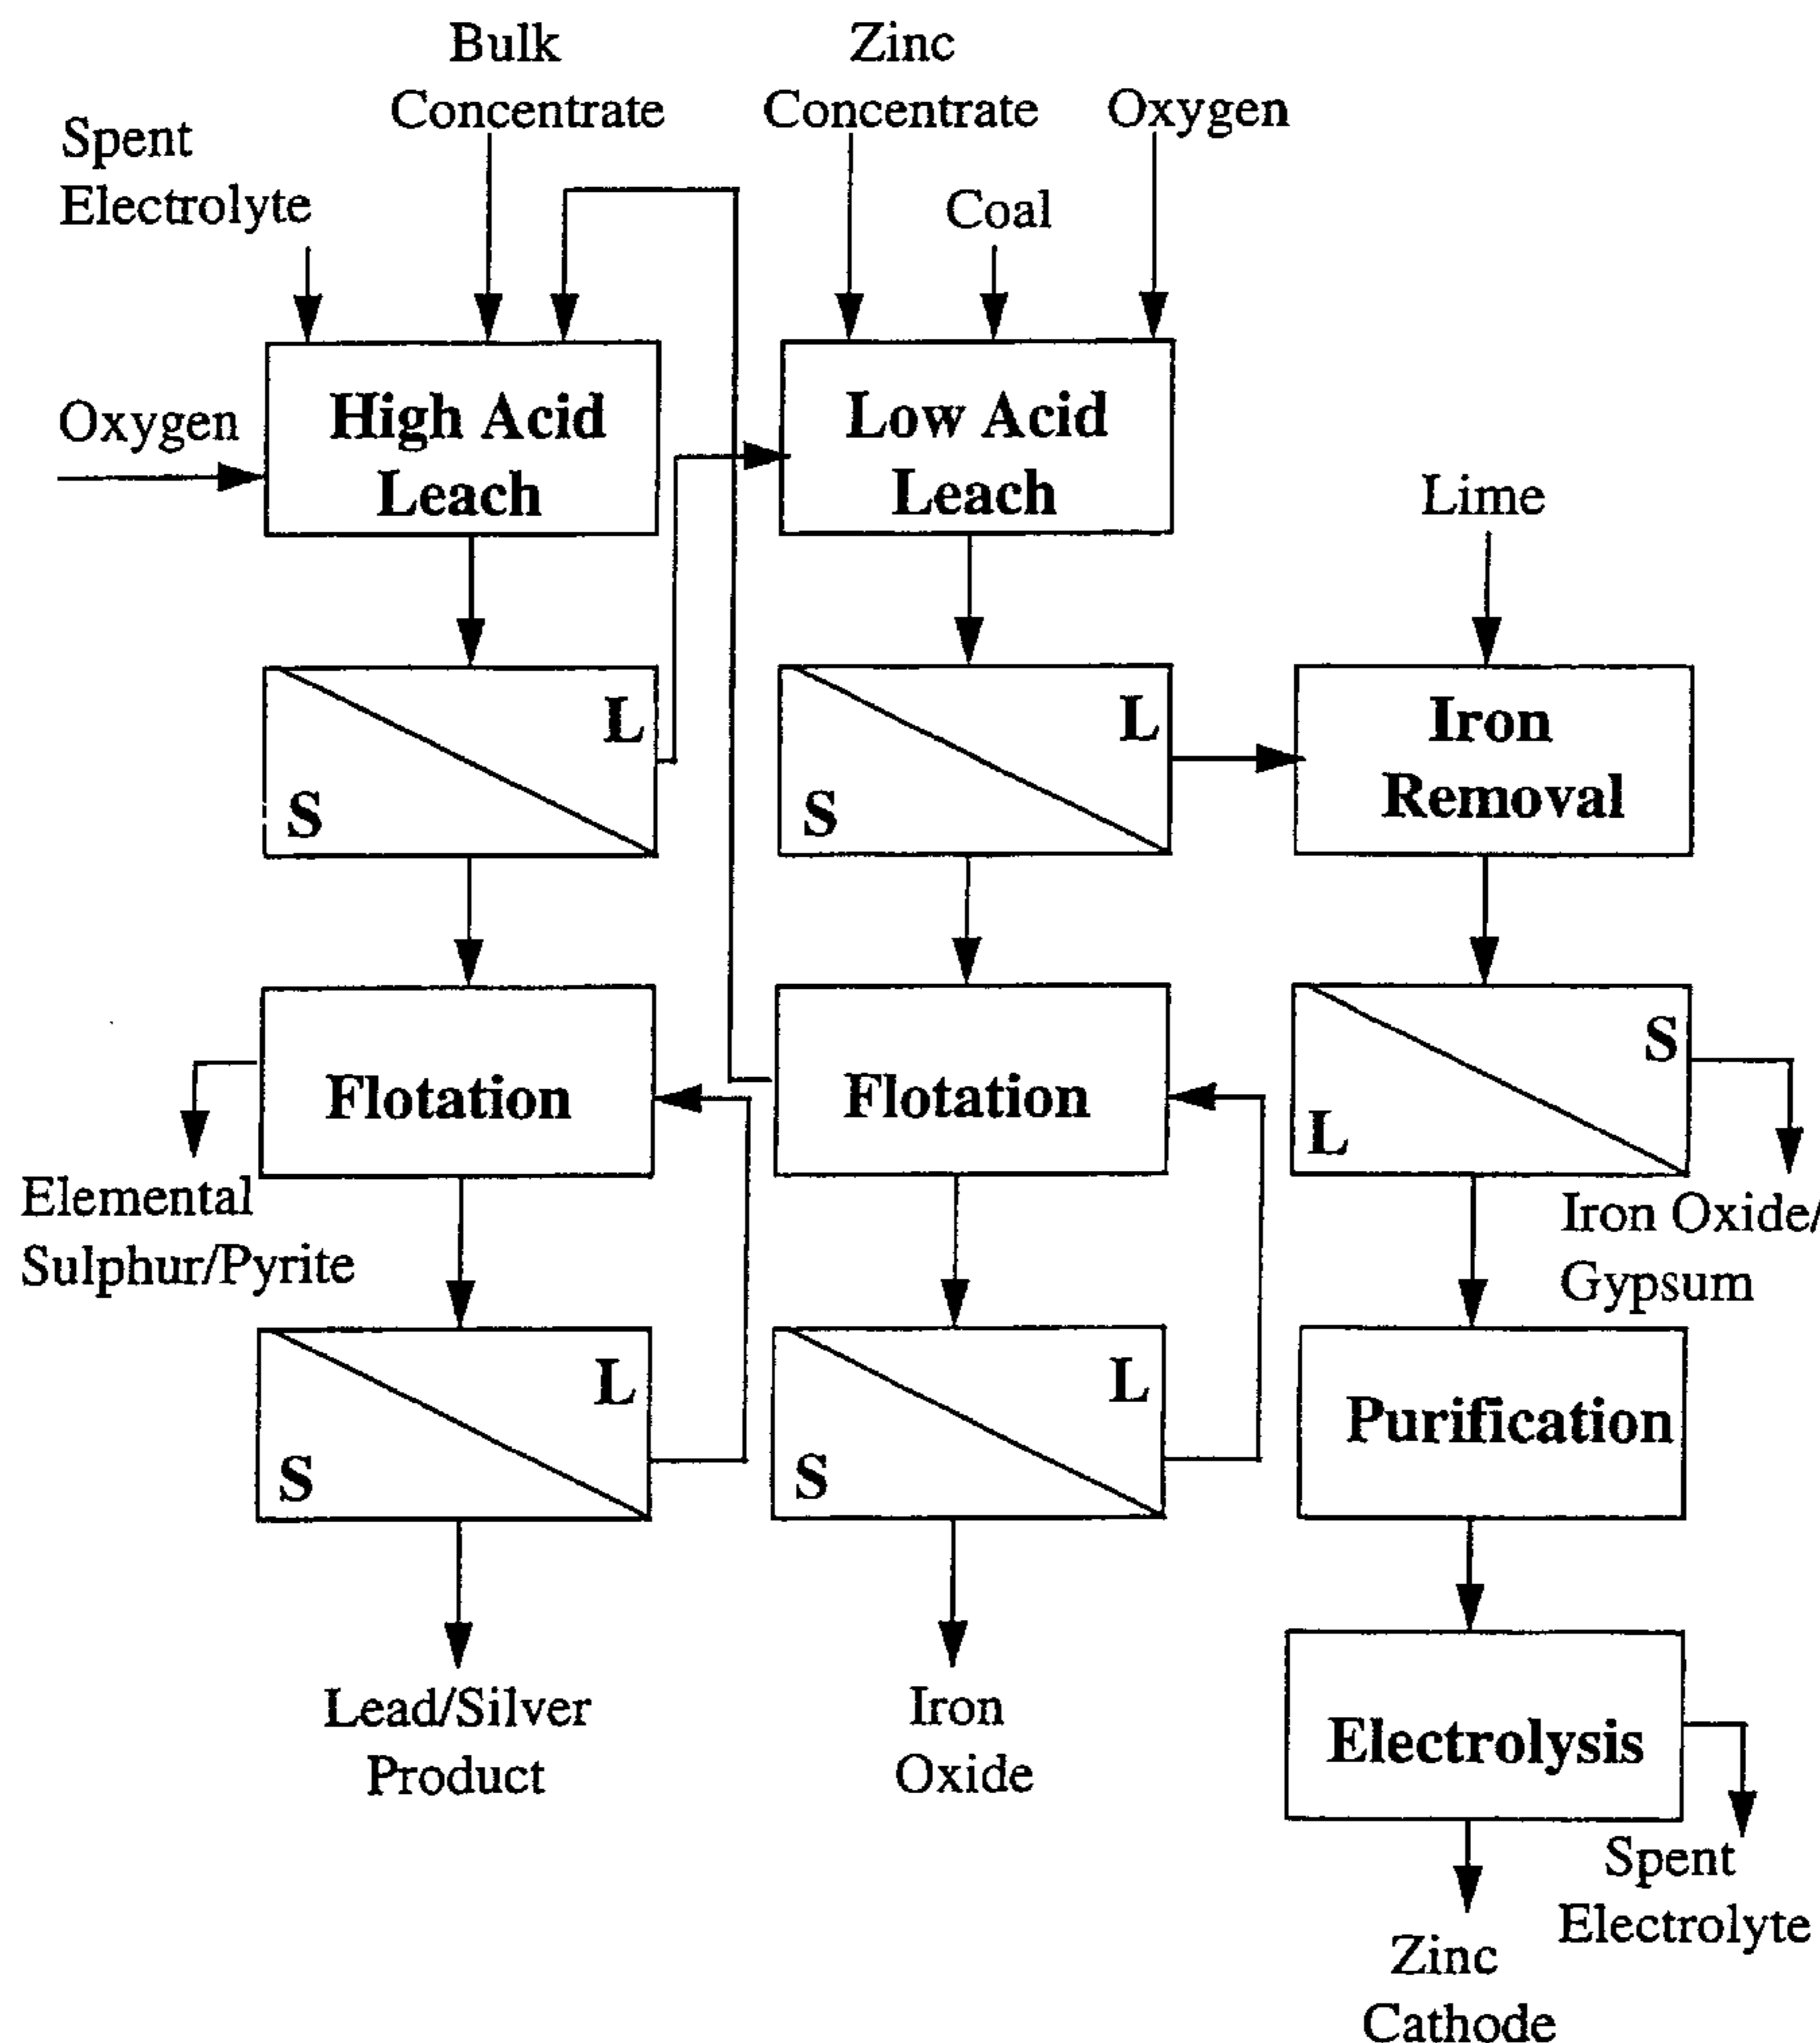 Bulk
Concentrate
Zinc
Concentrate
Oxygen
Spent
Electrolyte
Coal
Oxygen
High Acid
Leach
Low Acid
Leach
Lime
L
S
L
S
Iron
Removal
Flotation
Flotation
S
L
Elemental
Sulphur/Pyrite
Iron Oxide/
Gypsum
L
S
L
S
Purification
Lead/Silver
Product
Iron
Oxide
Electrolysis
Spent
Electrolyte
Zinc
Cathode